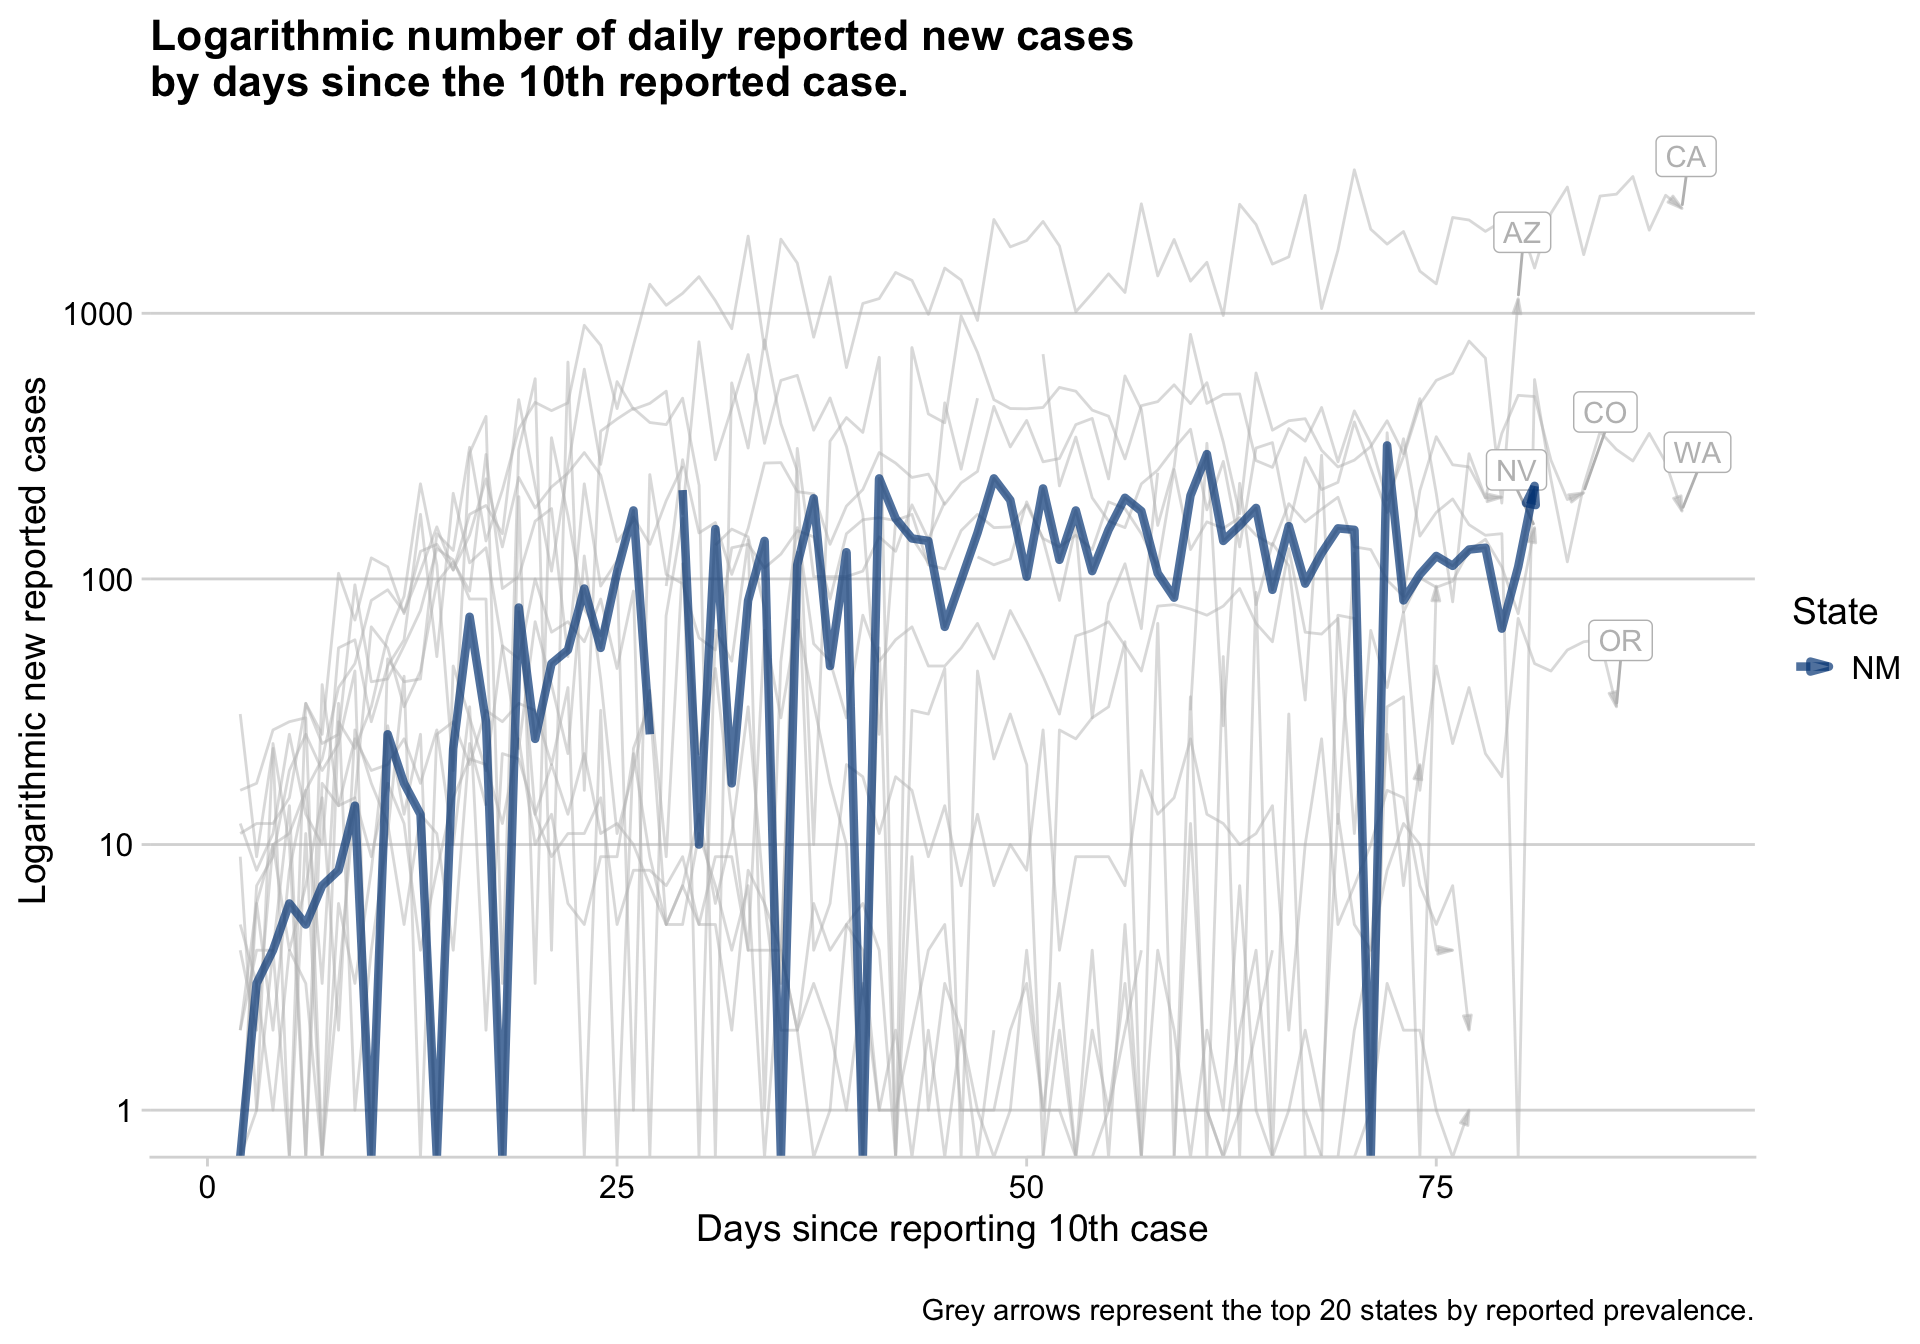 Logarithmic number of daily reported new cases
by days since the 10th reported case.
CA
AZ
1000
CO
WA
NV
100
State
OR
NM
10
1
Logarithmic new reported cases
0
25
50
75
Days since reporting 10th case
Grey arrows represent the top 20 states by reported prevalence.